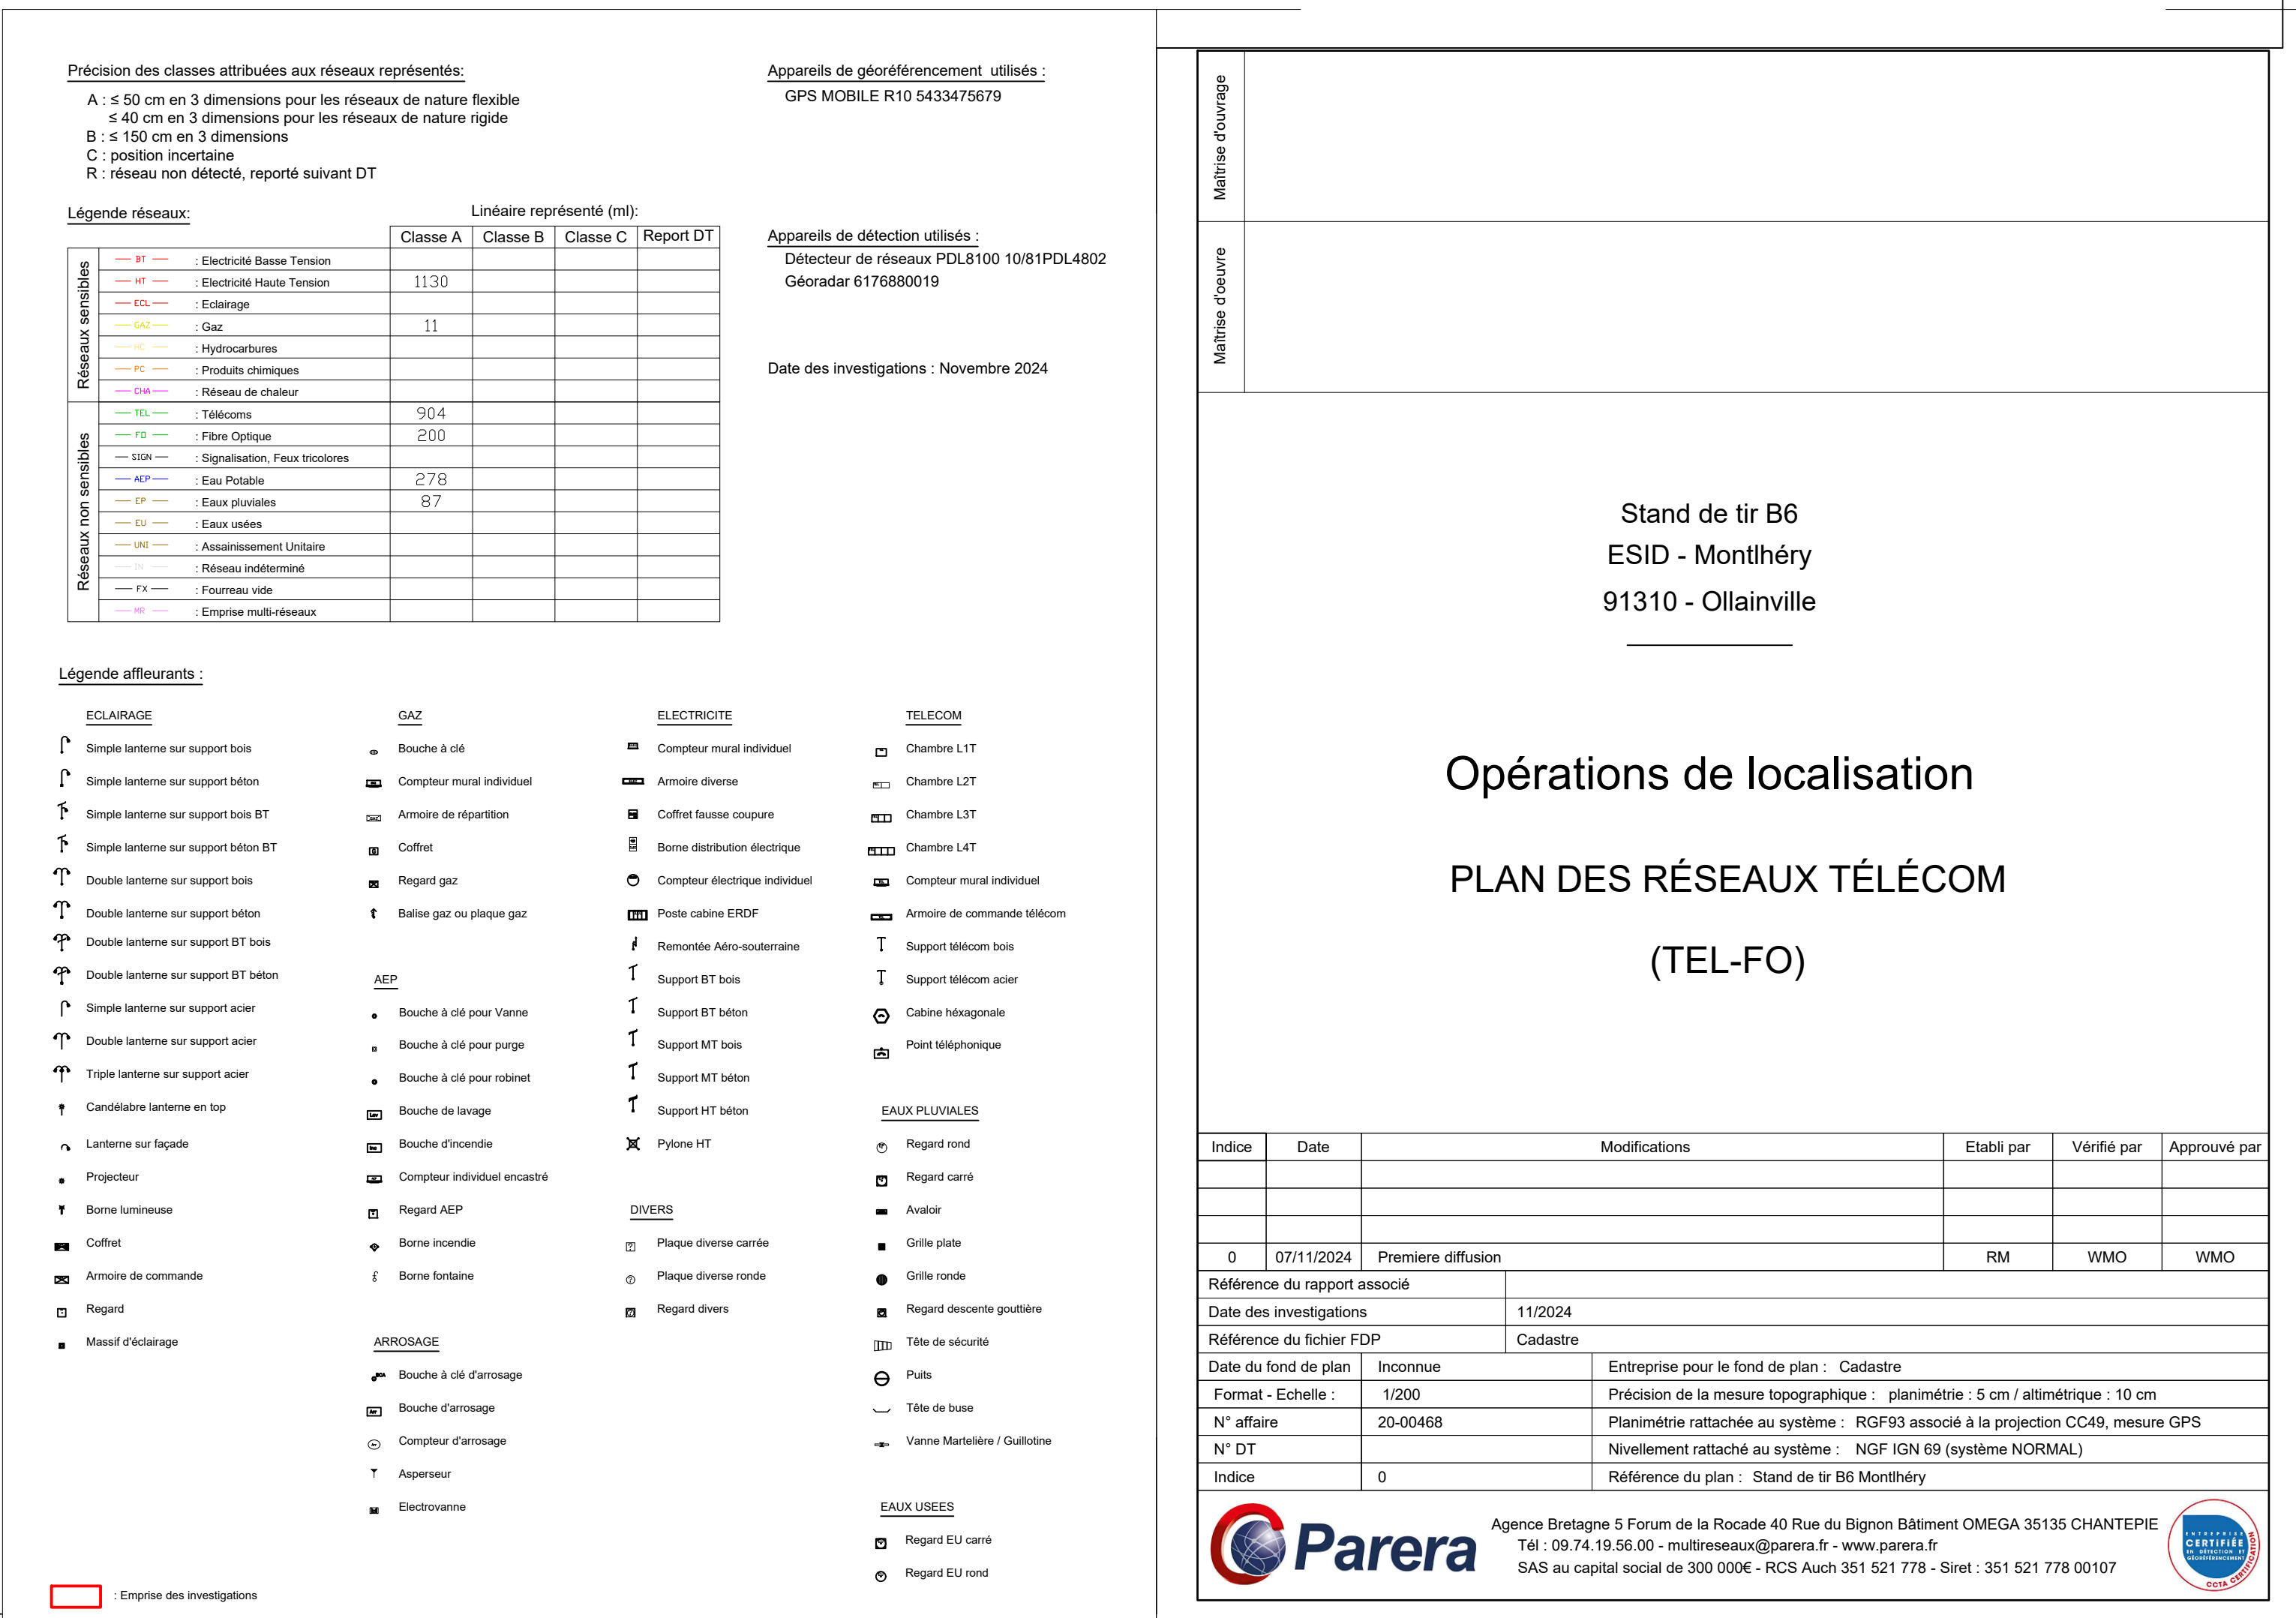 Précision des classes attribuées aux réseaux représentés:
A : ≤ 50 cm en 3 dimensions pour les réseaux de nature flexible
≤ 40 cm en 3 dimensions pour les réseaux de nature rigide
B : ≤ 150 cm en 3 dimensions
C : position incertaine
R : réseau non détecté, reporté suivant DT
Appareils de géoréférencement utilisés :
GPS MOBILE R10 5433475679
Légende réseaux:
Linéaire représenté (ml):
Classe A Classe B Classe C Report DT
Réseaux sensibles
BT : Electricité Basse Tension
HT : Electricité Haute Tension 1130
ECL : Eclairage
GAZ : Gaz 11
HC : Hydrocarbures
PC : Produits chimiques
CHA : Réseau de chaleur
Réseaux non sensibles
TEL : Télécoms 904
FO : Fibre Optique 200
SIGN : Signalisation, Feux tricolores
AEP : Eau Potable 278
EP : Eaux pluviales 87
EU : Eaux usées
UNI : Assainissement Unitaire
IN : Réseau indéterminé
FX : Fourreau vide
MR : Emprise multi-réseaux
Appareils de détection utilisés :
Détecteur de réseaux PDL8100 10/81PDL4802
Géoradar 6176880019
Date des investigations : Novembre 2024
Légende affleurants :
ECLAIRAGE
Simple lanterne sur support bois
Simple lanterne sur support béton
Simple lanterne sur support bois BT
Simple lanterne sur support béton BT
Double lanterne sur support bois
Double lanterne sur support béton
Double lanterne sur support BT bois
Double lanterne sur support BT béton
Simple lanterne sur support acier
Double lanterne sur support acier
Triple lanterne sur support acier
Candélabre lanterne en top
Lanterne sur façade
Projecteur
Borne lumineuse
Coffret
Armoire de commande
Regard
Massif d'éclairage
: Emprise des investigations
GAZ
Bouche à clé
Compteur mural individuel
Armoire de répartition
Coffret
Regard gaz
Balise gaz ou plaque gaz
AEP
Bouche à clé pour Vanne
Bouche à clé pour purge
Bouche à clé pour robinet
Bouche de lavage
Bouche d'incendie
Compteur individuel encastré
Regard AEP
Borne incendie
Borne fontaine
ARROSAGE
Bouche à clé d'arrosage
Bouche d'arrosage
Compteur d'arrosage
Asperseur
Electrovanne
ELECTRICITE
Compteur mural individuel
Armoire diverse
Coffret fausse coupure
Borne distribution électrique
Compteur électrique individuel
Poste cabine ERDF
Remontée Aéro-souterraine
Support BT bois
Support BT béton
Support MT bois
Support MT béton
Support HT béton
Pylone HT
DIVERS
Plaque diverse carrée
Plaque diverse ronde
Regard divers
TELECOM
Chambre L1T
Chambre L2T
Chambre L3T
Chambre L4T
Compteur mural individuel
Armoire de commande télécom
Support télécom bois
Support télécom acier
Cabine héxagonale
Point téléphonique
EAUX PLUVIALES
Regard rond
Regard carré
Avaloir
Grille plate
Grille ronde
Regard descente gouttière
Tête de sécurité
Puits
Tête de buse
Vanne Martelière / Guillotine
EAUX USEES
Regard EU carré
Regard EU rond
Maîtrise d'ouvrage
Maîtrise d'oeuvre
Stand de tir B6
ESID - Montlhéry
91310 - Ollainville
Opérations de localisation
PLAN DES RÉSEAUX TÉLÉCOM
(TEL-FO)
Indice Date Modifications Etabli par Vérifié par Approuvé par
0 07/11/2024 Premiere diffusion RM WMO WMO
Référence du rapport associé
Date des investigations 11/2024
Référence du fichier FDP Cadastre
Date du fond de plan Inconnue Entreprise pour le fond de plan : Cadastre
Format - Echelle : 1/200 Précision de la mesure topographique : planimétrie : 5 cm / altimétrique : 10 cm
N° affaire 20-00468 Planimétrie rattachée au système : RGF93 associé à la projection CC49, mesure GPS
N° DT Nivellement rattaché au système : NGF IGN 69 (système NORMAL)
Indice 0 Référence du plan : Stand de tir B6 Montlhéry
Parera
Agence Bretagne 5 Forum de la Rocade 40 Rue du Bignon Bâtiment OMEGA 35135 CHANTEPIE
Tél : 09.74.19.56.00 - multireseaux@parera.fr - www.parera.fr
SAS au capital social de 300 000€ - RCS Auch 351 521 778 - Siret : 351 521 778 00107
ENTREPRISE
CERTIFIÉE
EN DÉTECTION ET
GÉORÉFÉRENCEMENT
CCTA CERTIFICATION